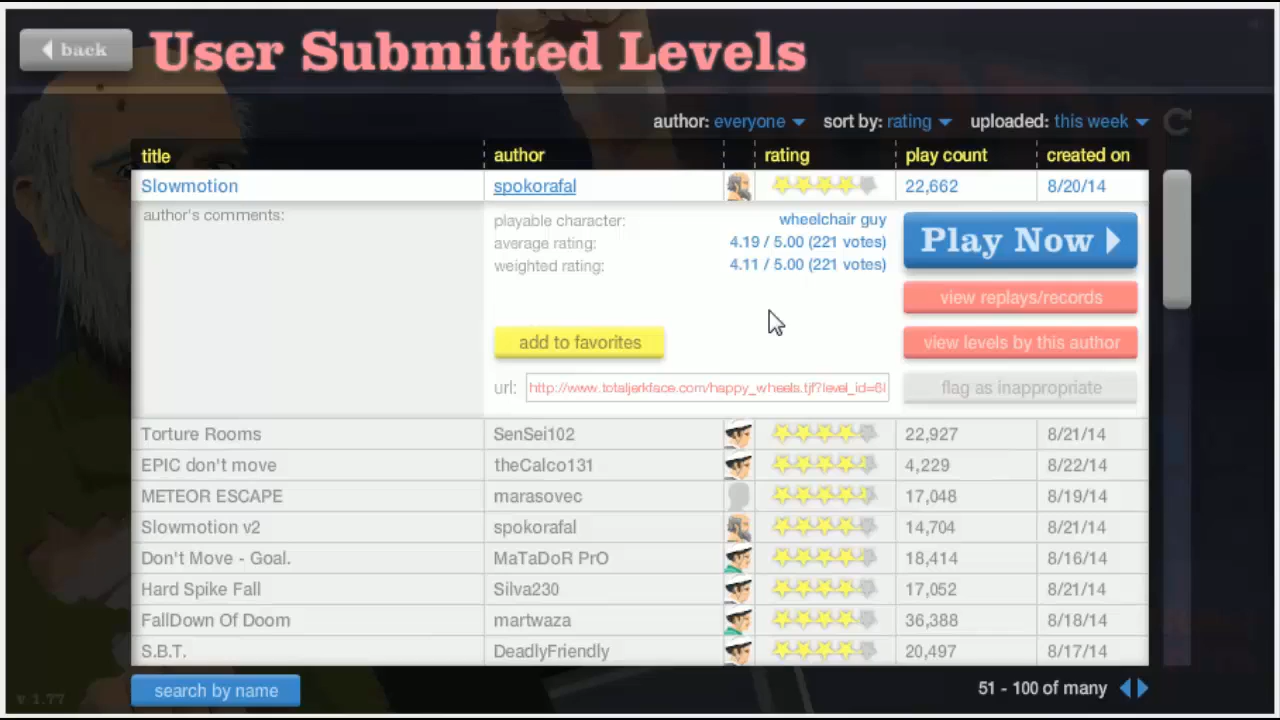 back
User Submitted Levels
author: everyone sort by: rating uploaded: this week
title author rating play count created on
Slowmotion spokorafal 22,662 8/20/14
author's comments:
playable character: wheelchair guy
average rating: 4.19 / 5.00 (221 votes)
weighted rating: 4.11 / 5.00 (221 votes)
Play Now
view replays/records
add to favorites
view levels by this author
url: http://www.totaljerkface.com/happy_wheels.tjf?level_id=6
flag as inappropriate
Torture Rooms SenSei102 22,927 8/21/14
EPIC don't move theCalco131 4,229 8/22/14
METEOR ESCAPE marasovec 17,048 8/19/14
Slowmotion v2 spokorafal 14,704 8/21/14
Don't Move - Goal. MaTaDoR PrO 18,414 8/16/14
Hard Spike Fall Silva230 17,052 8/21/14
FallDown Of Doom martwaza 36,388 8/18/14
S.B.T. DeadlyFriendly 20,497 8/17/14
search by name
51 - 100 of many
v 1.77